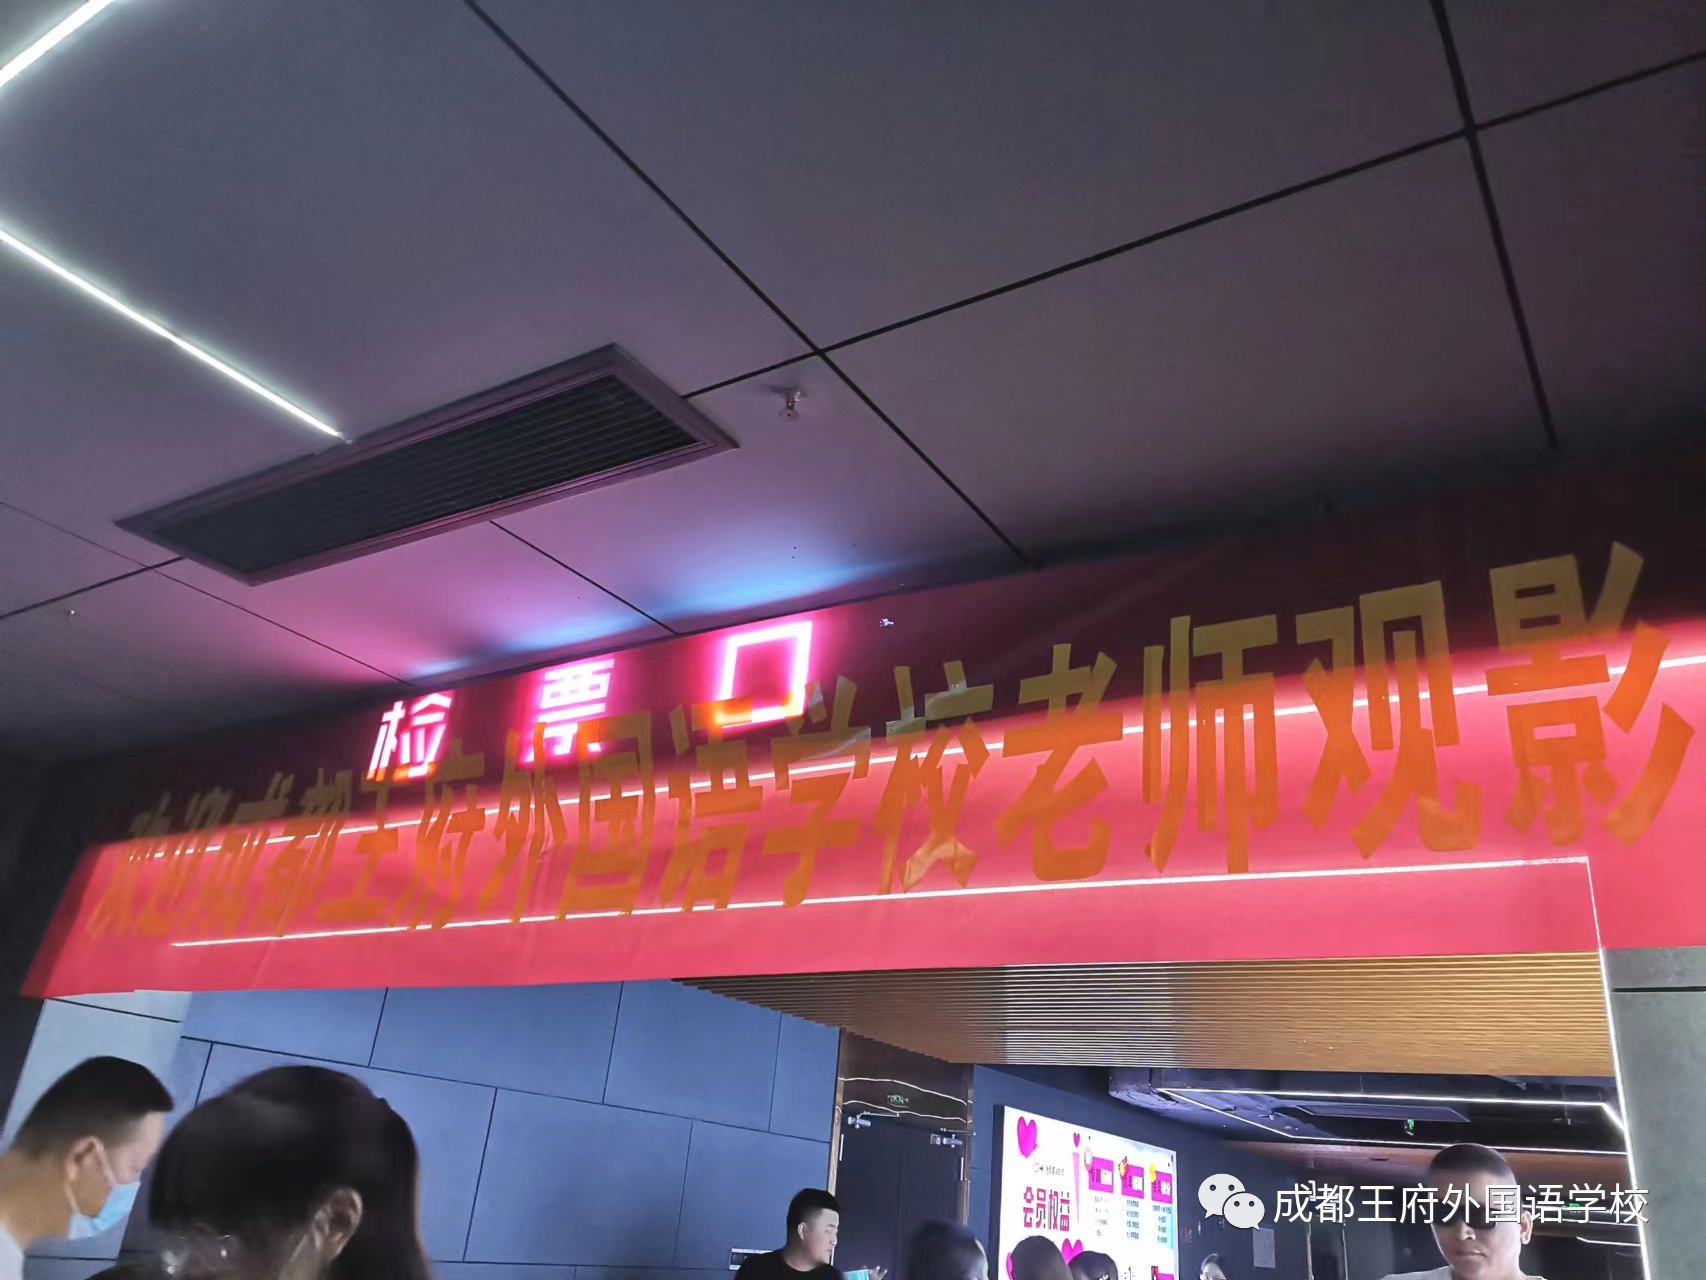 检票口
欢迎成都王府外国语学校老师观影
会员权益
成都王府外国语学校